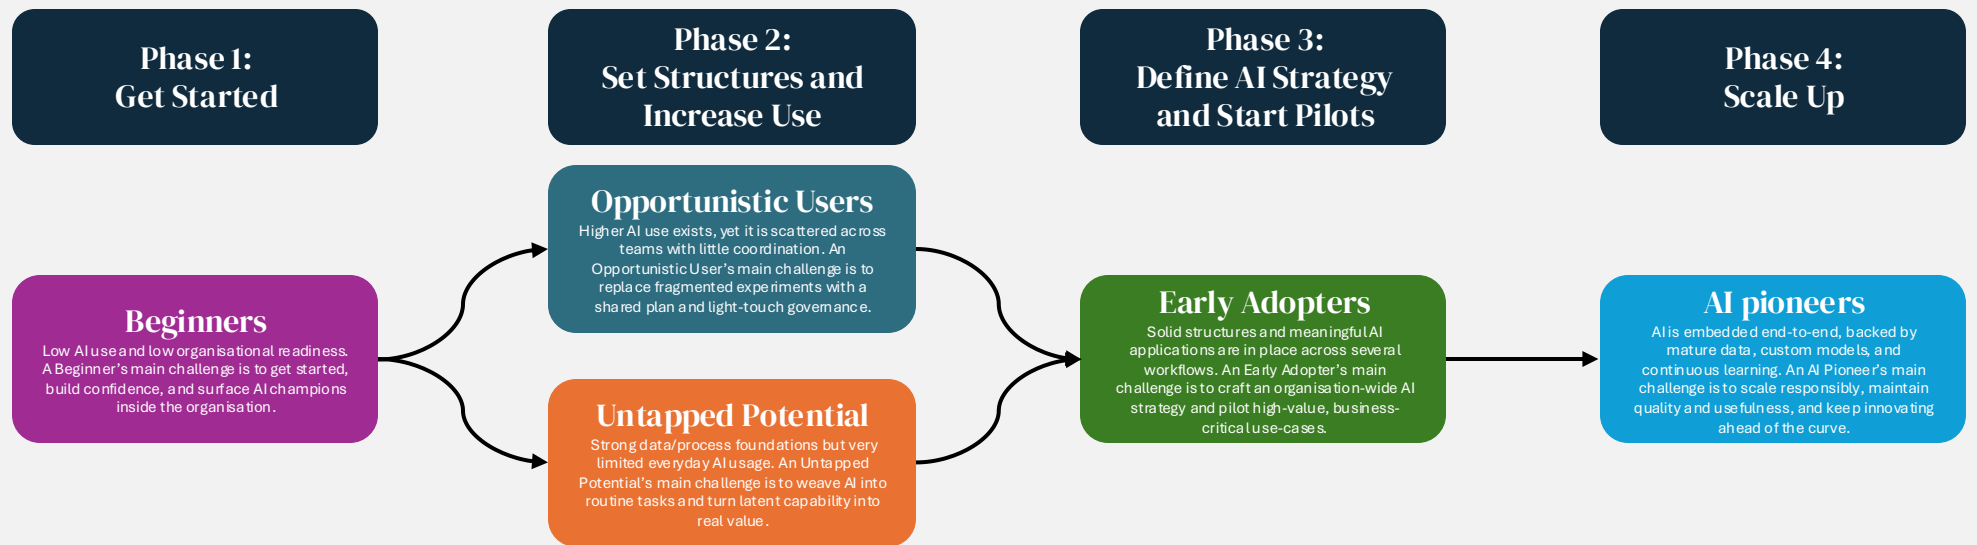 Phase 1:
Get Started
Phase 2:
Set Structures and
Increase Use
Phase 3:
Define AI Strategy
and Start Pilots
Phase 4:
Scale Up
Beginners
Low AI use and low organisational readiness.
A Beginner's main challenge is to get started,
build confidence, and surface AI champions
inside the organisation.
Opportunistic Users
Higher AI use exists, yet it is scattered across
teams with little coordination. An
Opportunistic User's main challenge is to
replace fragmented experiments with a
shared plan and light-touch governance.
Untapped Potential
Strong data/process foundations but very
limited everyday AI usage. An Untapped
Potential's main challenge is to weave AI into
routine tasks and turn latent capability into
real value.
Early Adopters
Solid structures and meaningful AI
applications are in place across several
workflows. An Early Adopter's main
challenge is to craft an organisation-wide AI
strategy and pilot high-value, business-
critical use-cases.
AI pioneers
AI is embedded end-to-end, backed by
mature data, custom models, and
continuous learning. An AI Pioneer's main
challenge is to scale responsibly, maintain
quality and usefulness, and keep innovating
ahead of the curve.